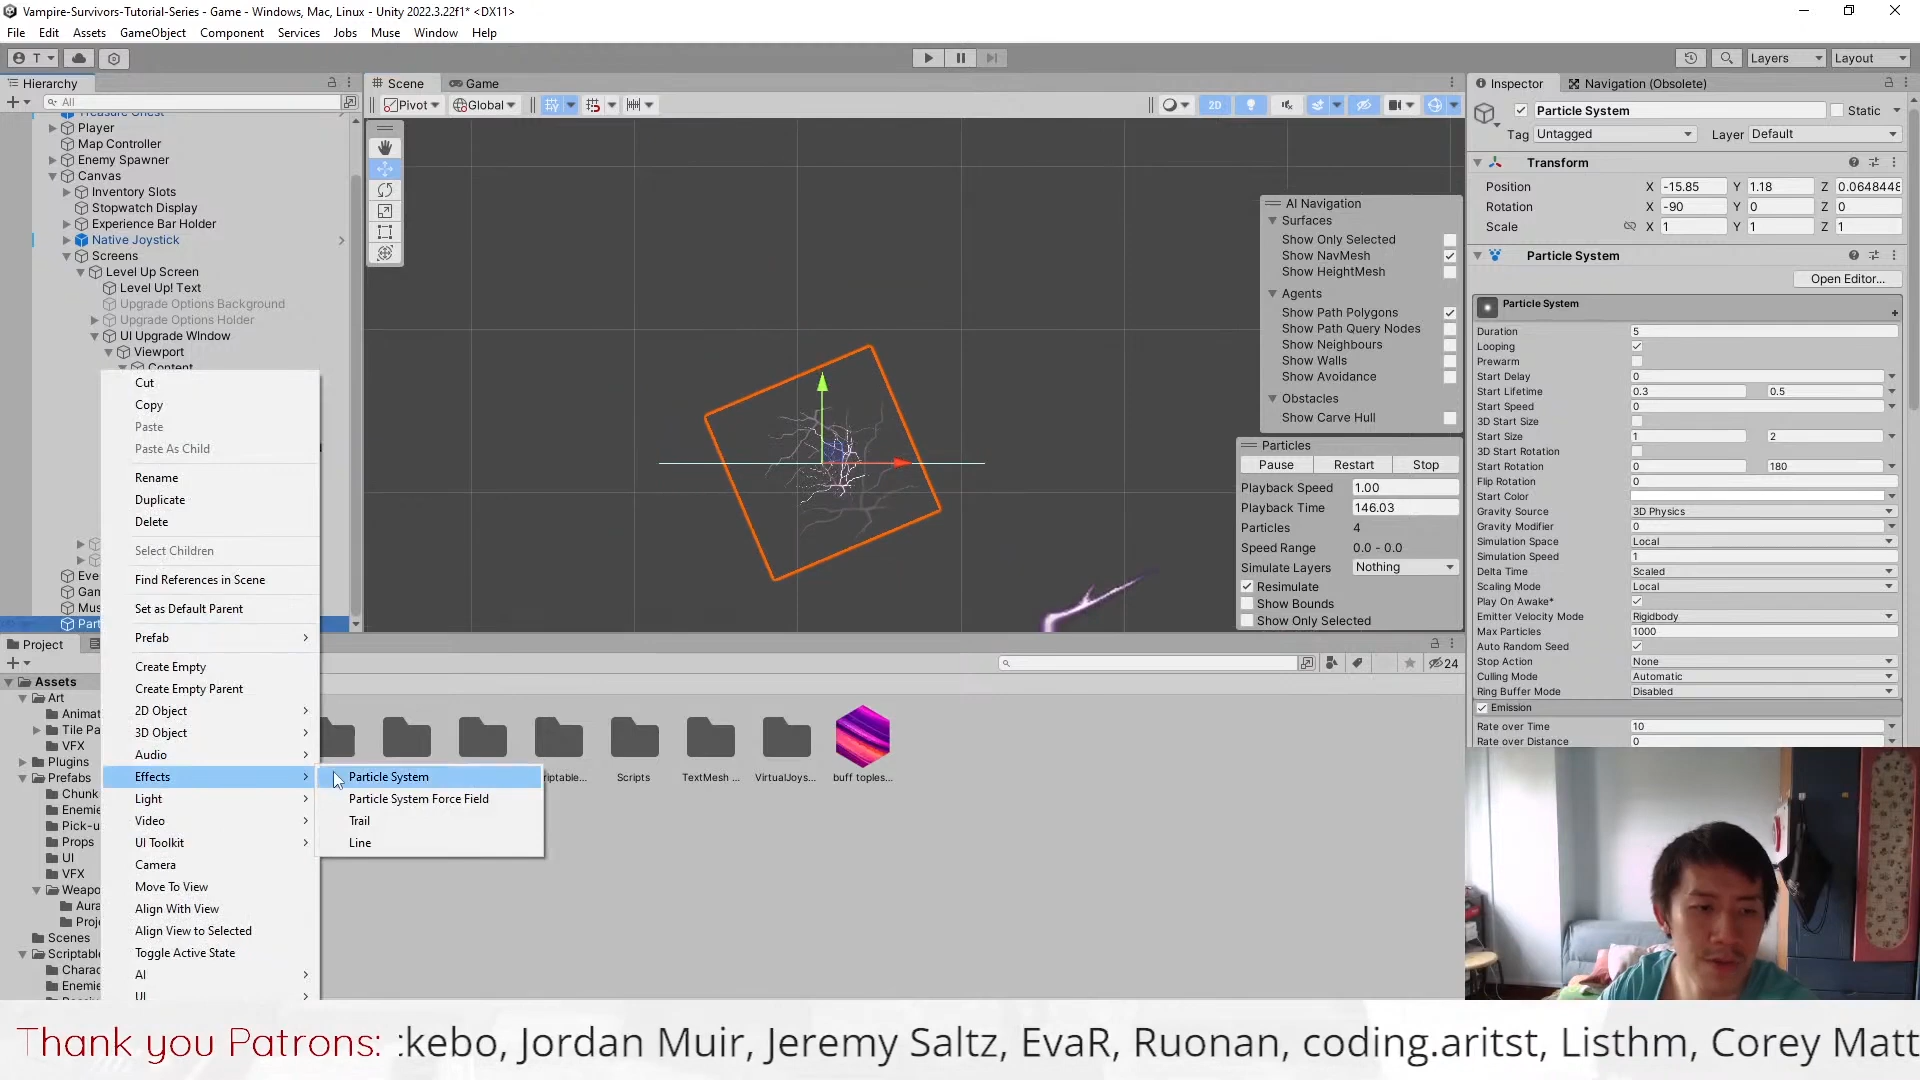 Vampire-Survivors-Tutorial-Series - Game - Windows, Mac, Linux - Unity 2022.3.22f1* <DX11>
File Edit Assets GameObject Component Services Jobs Muse Window Help
T Layers Layout
Hierarchy
All
Treasure Chest
Player
Map Controller
Enemy Spawner
Canvas
Inventory Slots
Stopwatch Display
Experience Bar Holder
Native Joystick
Screens
Level Up Screen
Level Up! Text
Upgrade Options Background
Upgrade Options Holder
UI Upgrade WIndow
Viewport
Content
Eve
Gam
Mus
Part
Cut
Copy
Paste
Paste As Child
Rename
Duplicate
Delete
Select Children
Find References in Scene
Set as Default Parent
Prefab
Create Empty
Create Empty Parent
2D Object
3D Object
Audio
Effects
Light
Video
UI Toolkit
Camera
Move To View
Align With View
Align View to Selected
Toggle Active State
AI
UI
Particle System
Particle System Force Field
Trail
Line
Scene Game
Pivot Global 2D
AI Navigation
Surfaces
Show Only Selected
Show NavMesh
Show HeightMesh
Agents
Show Path Polygons
Show Path Query Nodes
Show Neighbours
Show Walls
Show Avoidance
Obstacles
Show Carve Hull
Particles
Pause Restart Stop
Playback Speed 1.00
Playback Time 146.03
Particles 4
Speed Range 0.0 - 0.0
Simulate Layers Nothing
Resimulate
Show Bounds
Show Only Selected
Project
24
Assets
Art
Animat
Tile Pa
VFX
Plugins
Prefabs
Chunk
Enemie
Pick-u
Props
UI
VFX
Weapo
Aura
Proj
Scenes
Scriptable
Charac
Enemie
riptable... Scripts TextMesh ... VirtualJoys... buff toples...
Inspector Navigation (Obsolete)
Particle System Static
Tag Untagged Layer Default
Transform
Position X -15.85 Y 1.18 Z 0.0648448
Rotation X -90 Y 0 Z 0
Scale X 1 Y 1 Z 1
Particle System
Open Editor...
Particle System
Duration 5
Looping
Prewarm
Start Delay 0
Start Lifetime 0.3 0.5
Start Speed 0
3D Start Size
Start Size 1 2
3D Start Rotation
Start Rotation 0 180
Flip Rotation 0
Start Color
Gravity Source 3D Physics
Gravity Modifier 0
Simulation Space Local
Simulation Speed 1
Delta Time Scaled
Scaling Mode Local
Play On Awake*
Emitter Velocity Mode Rigidbody
Max Particles 1000
Auto Random Seed
Stop Action None
Culling Mode Automatic
Ring Buffer Mode Disabled
Emission
Rate over Time 10
Rate over Distance 0
Thank you Patrons: :kebo, Jordan Muir, Jeremy Saltz, EvaR, Ruonan, coding.aritst, Listhm, Corey Matt